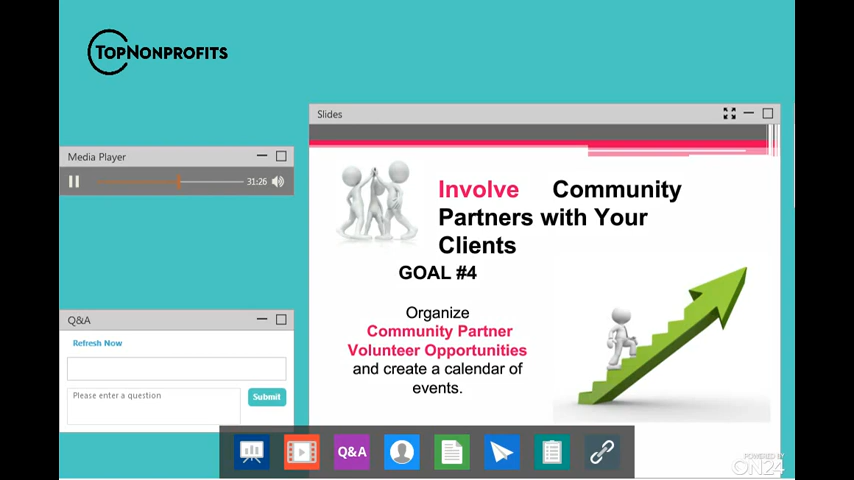 TOPNONPROFITS
Slides
Media Player
31:26
Involve Community
Partners with Your
Clients
GOAL #4
Organize
Community Partner
Volunteer Opportunities
and create a calendar of
events.
Q&A
Refresh Now
Please enter a question
Submit
Q&A
POWERED BY
ON24